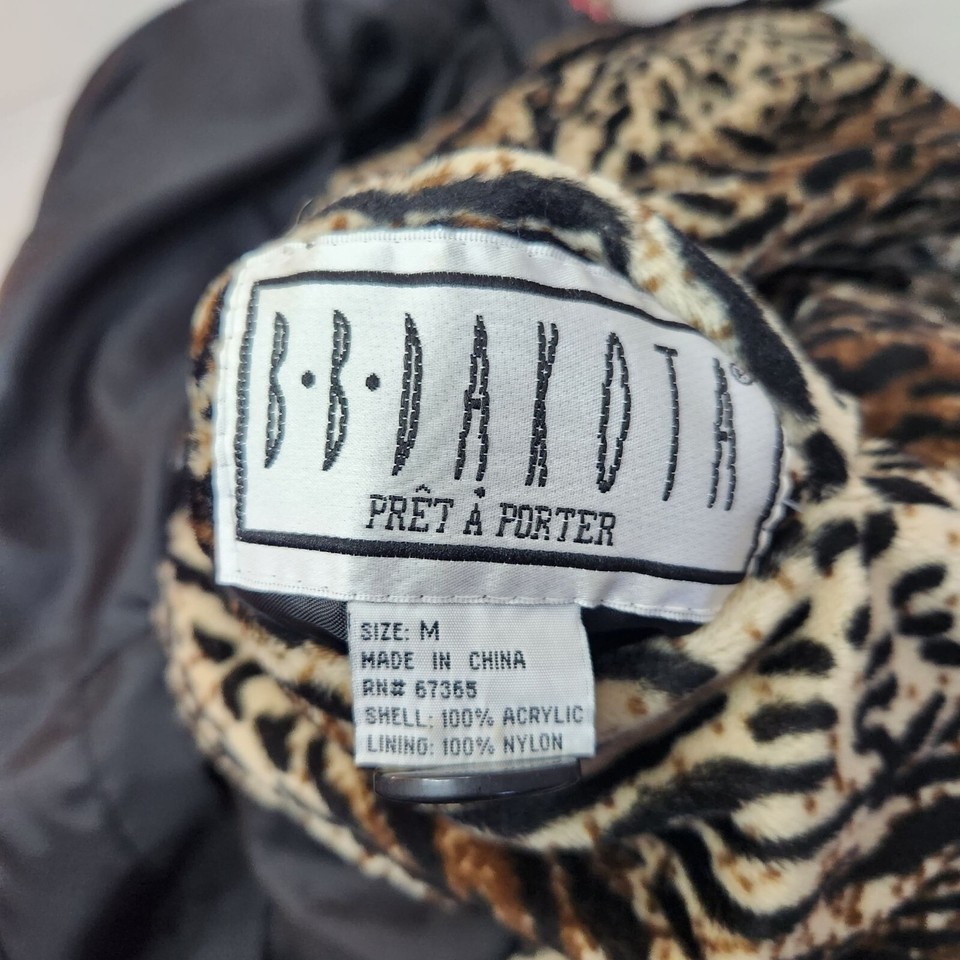 B·B·DAKOTA®
PRÊT À PORTER
SIZE: M
MADE IN CHINA
RN# 67365
SHELL: 100% ACRYLIC
LINING: 100% NYLON